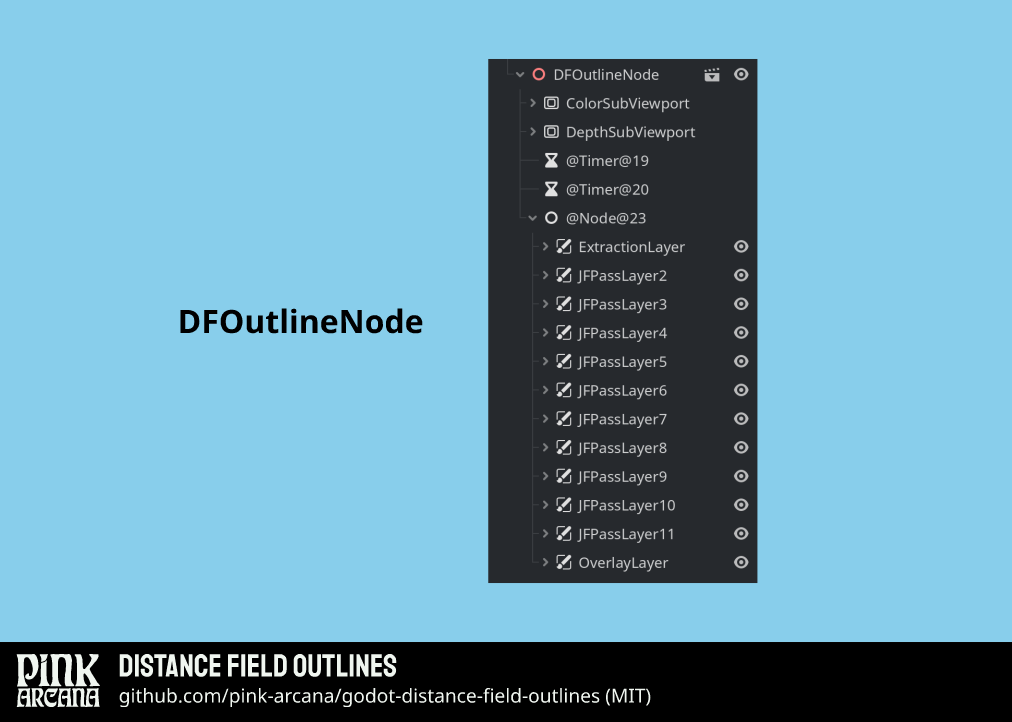 DFOutlineNode
DFOutlineNode
ColorSubViewport
DepthSubViewport
@Timer@19
@Timer@20
@Node@23
ExtractionLayer
JFPassLayer2
JFPassLayer3
JFPassLayer4
JFPassLayer5
JFPassLayer6
JFPassLayer7
JFPassLayer8
JFPassLayer9
JFPassLayer10
JFPassLayer11
OverlayLayer
PINK
ARCANA
DISTANCE FIELD OUTLINES
github.com/pink-arcana/godot-distance-field-outlines (MIT)